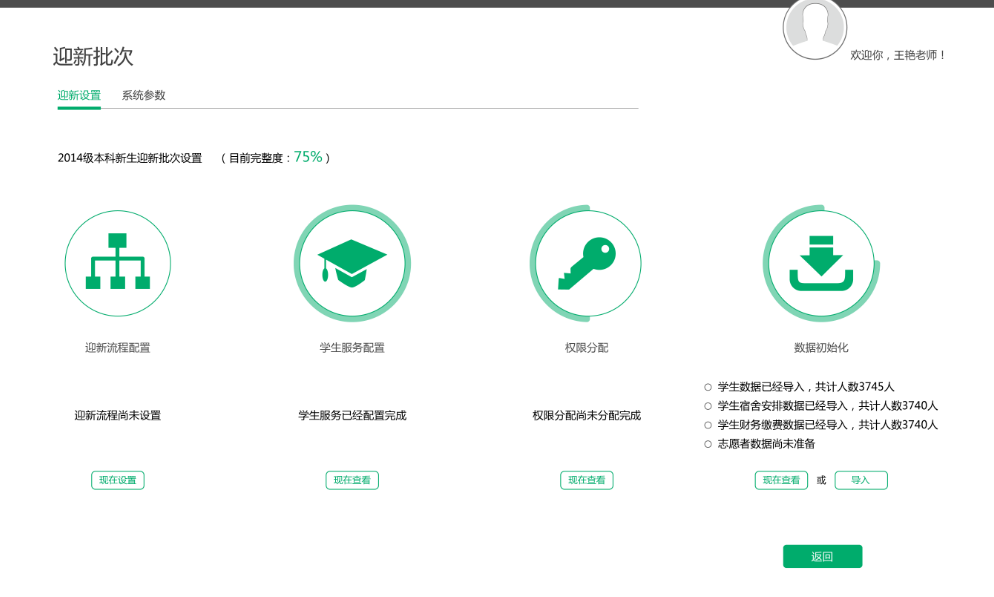 欢迎你，王艳老师！
迎新批次
迎新设置 系统参数
2014级本科新生迎新批次设置 （目前完整度：75%）
迎新流程配置 学生服务配置 权限分配 数据初始化
学生数据已经导入，共计人数3745人
学生宿舍安排数据已经导入，共计人数3740人
迎新流程尚未设置 学生服务已经配置完成 权限分配尚未分配完成
学生财务缴费数据已经导入，共计人数3740人
志愿者数据尚未准备
现在设置 现在查看 现在查看 现在查看 或 导入
返回